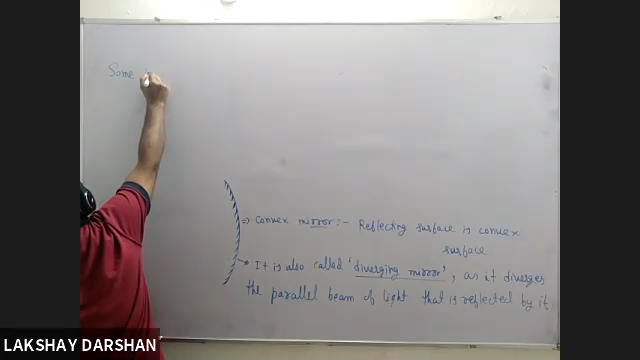 Some
=> Convex mirror :- Reflecting surface is convex
surface
→ It is also called 'diverging mirror', as it diverges
the parallel beam of light that is reflected by it.
LAKSHAY DARSHAN